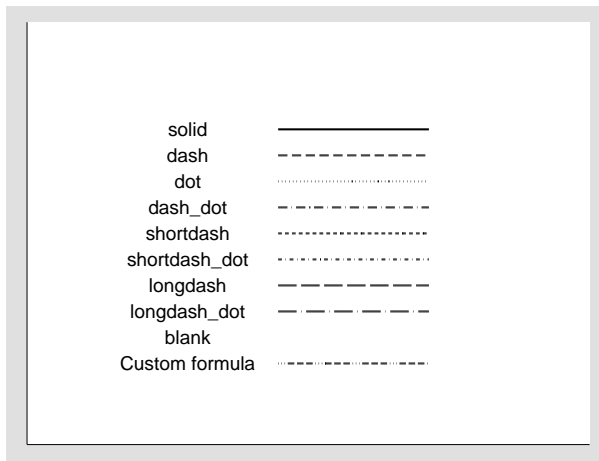 solid
dash
dot
dash_dot
shortdash
shortdash_dot
longdash
longdash_dot
blank
Custom formula